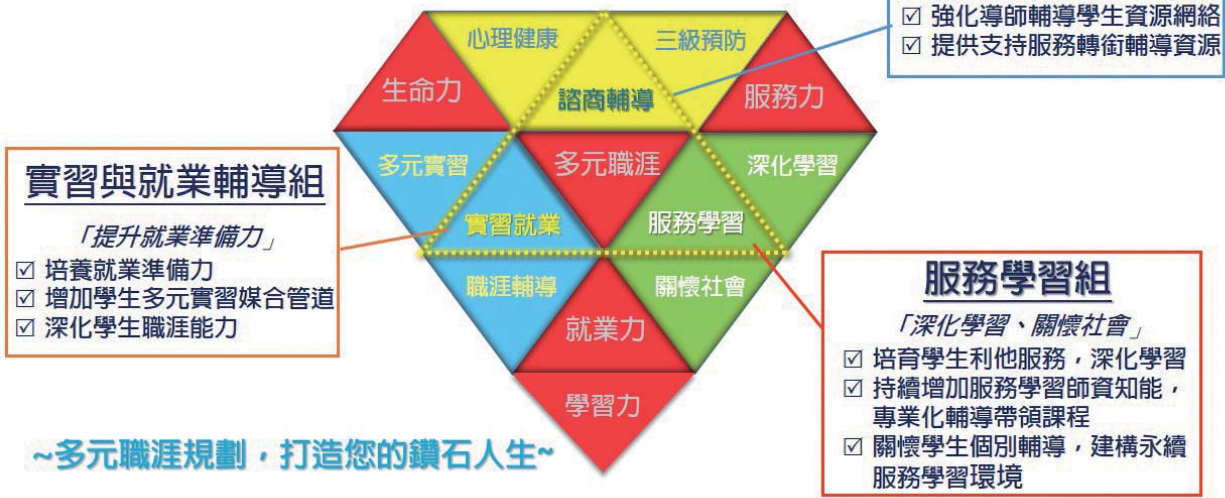 ☑ 強化導師輔導學生資源網絡
☑ 提供支持服務轉銜輔導資源
心理健康
三級預防
生命力
諮商輔導
服務力
多元實習
多元職涯
深化學習
實習就業
服務學習
職涯輔導
關懷社會
就業力
學習力
實習與就業輔導組
「提升就業準備力」
☑ 培養就業準備力
☑ 增加學生多元實習媒合管道
☑ 深化學生職涯能力
服務學習組
「深化學習、關懷社會」
☑ 培育學生利他服務，深化學習
☑ 持續增加服務學習師資知能，
專業化輔導帶領課程
☑ 關懷學生個別輔導，建構永續
服務學習環境
~多元職涯規劃，打造您的鑽石人生~